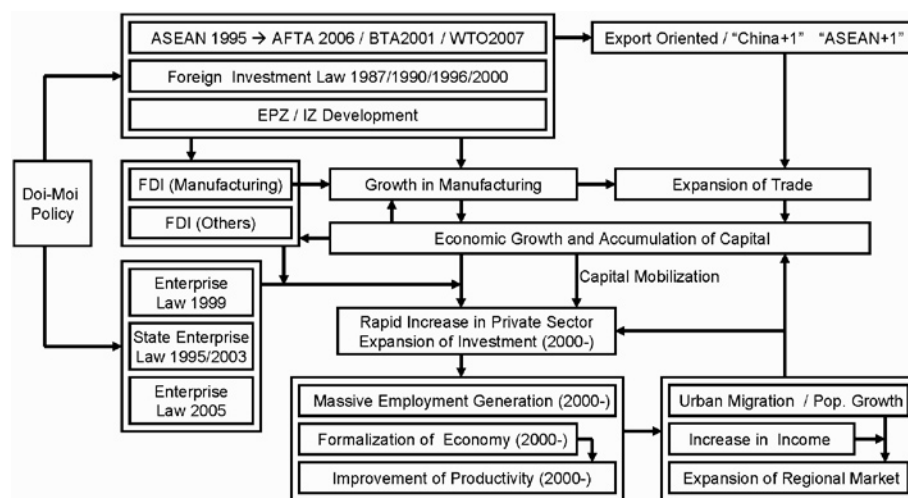 ASEAN 1995 → AFTA 2006 / BTA2001 / WTO2007
Export Oriented / “China+1” “ASEAN+1”
Foreign Investment Law 1987/1990/1996/2000
EPZ / IZ Development
Doi-Moi
Policy
FDI (Manufacturing)
Growth in Manufacturing
Expansion of Trade
FDI (Others)
Economic Growth and Accumulation of Capital
Capital Mobilization
Enterprise
Law 1999
State Enterprise
Law 1995/2003
Enterprise
Law 2005
Rapid Increase in Private Sector
Expansion of Investment (2000-)
Massive Employment Generation (2000-)
Formalization of Economy (2000-)
Improvement of Productivity (2000-)
Urban Migration / Pop. Growth
Increase in Income
Expansion of Regional Market